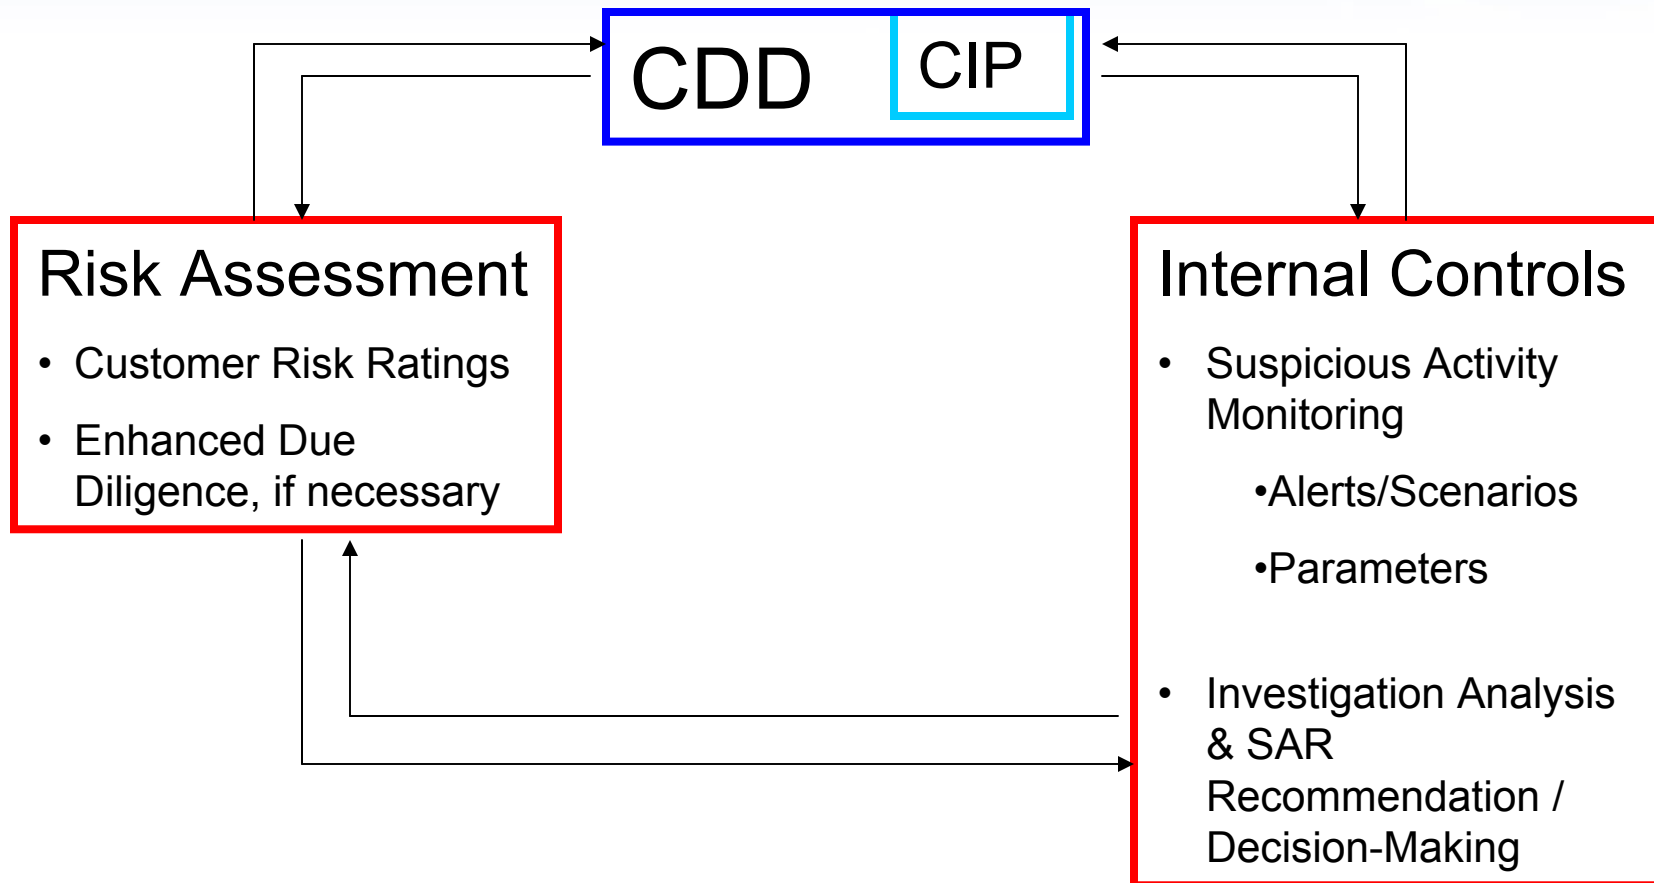 CDD
CIP
Risk Assessment
• Customer Risk Ratings
• Enhanced Due
Diligence, if necessary
Internal Controls
• Suspicious Activity
Monitoring
•Alerts/Scenarios
•Parameters
• Investigation Analysis
& SAR
Recommendation /
Decision-Making